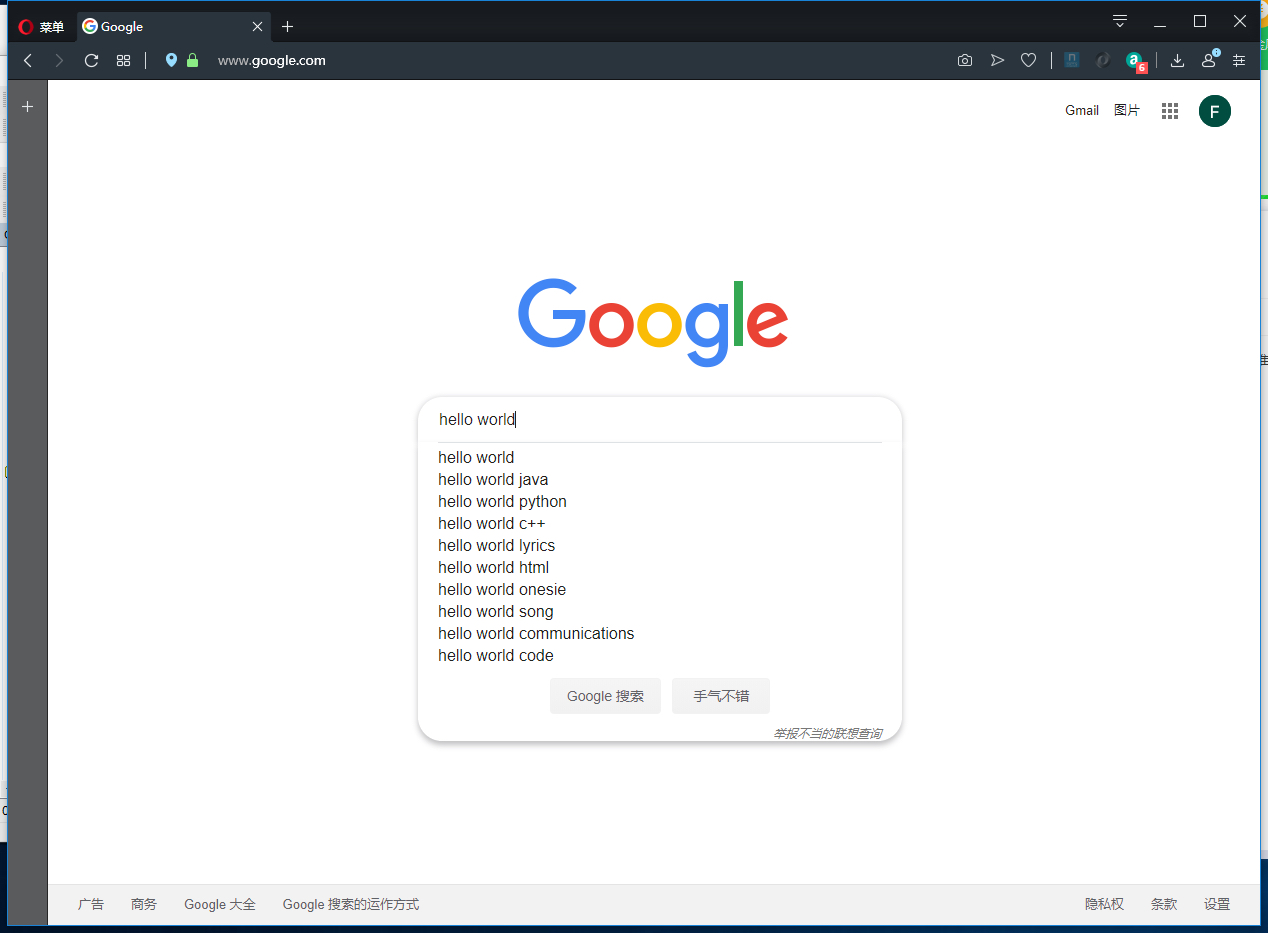 菜单 Google
www.google.com
6
Gmail 图片 F
Google
hello world
hello world
hello world java
hello world python
hello world c++
hello world lyrics
hello world html
hello world onesie
hello world song
hello world communications
hello world code
Google 搜索 手气不错
举报不当的联想查询
广告 商务 Google 大全 Google 搜索的运作方式 隐私权 条款 设置